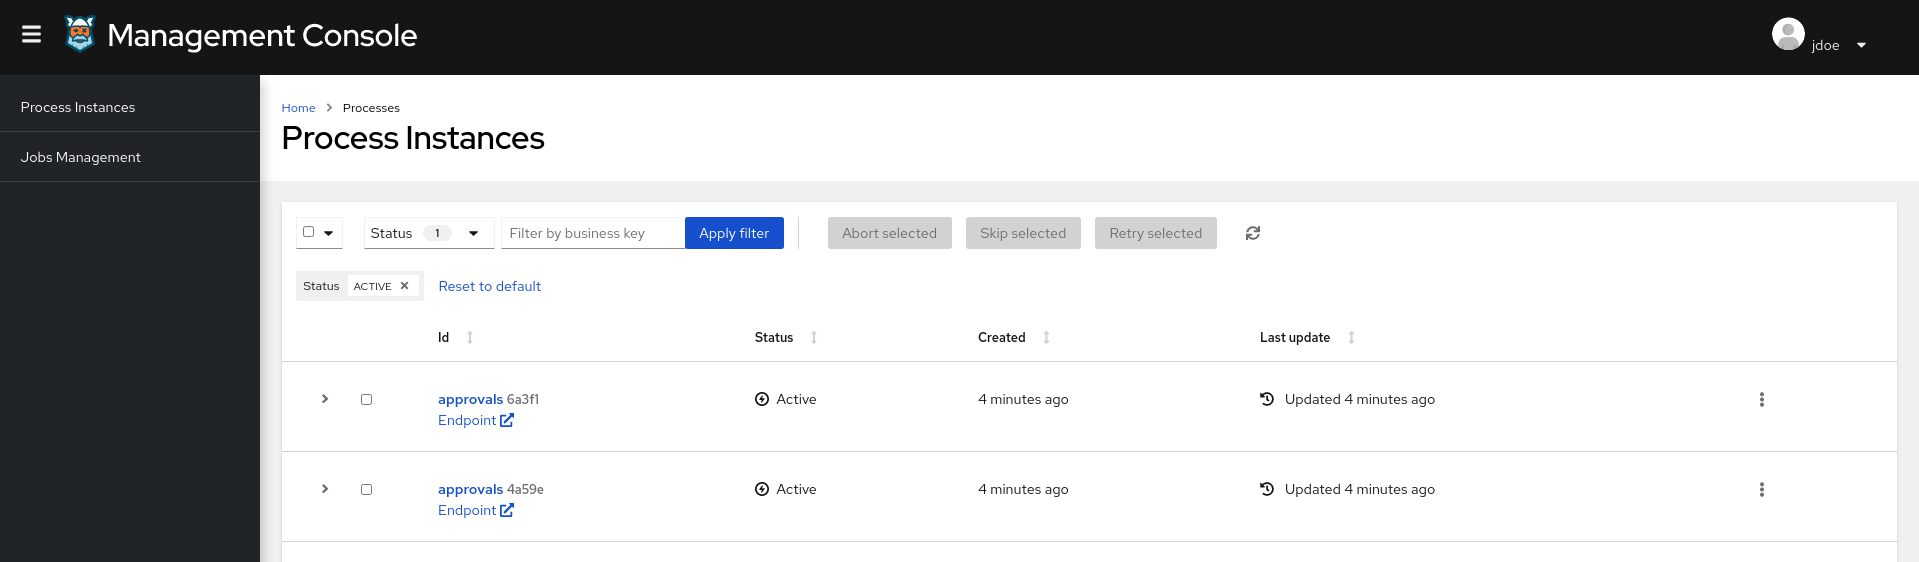 Management Console
jdoe
Process Instances
Jobs Management
Home Processes
Process Instances
Status 1 Filter by business key Apply filter Abort selected Skip selected Retry selected
Status ACTIVE Reset to default
Id Status Created Last update
approvals 6a3f1 Active 4 minutes ago Updated 4 minutes ago
Endpoint
approvals 4a59e Active 4 minutes ago Updated 4 minutes ago
Endpoint